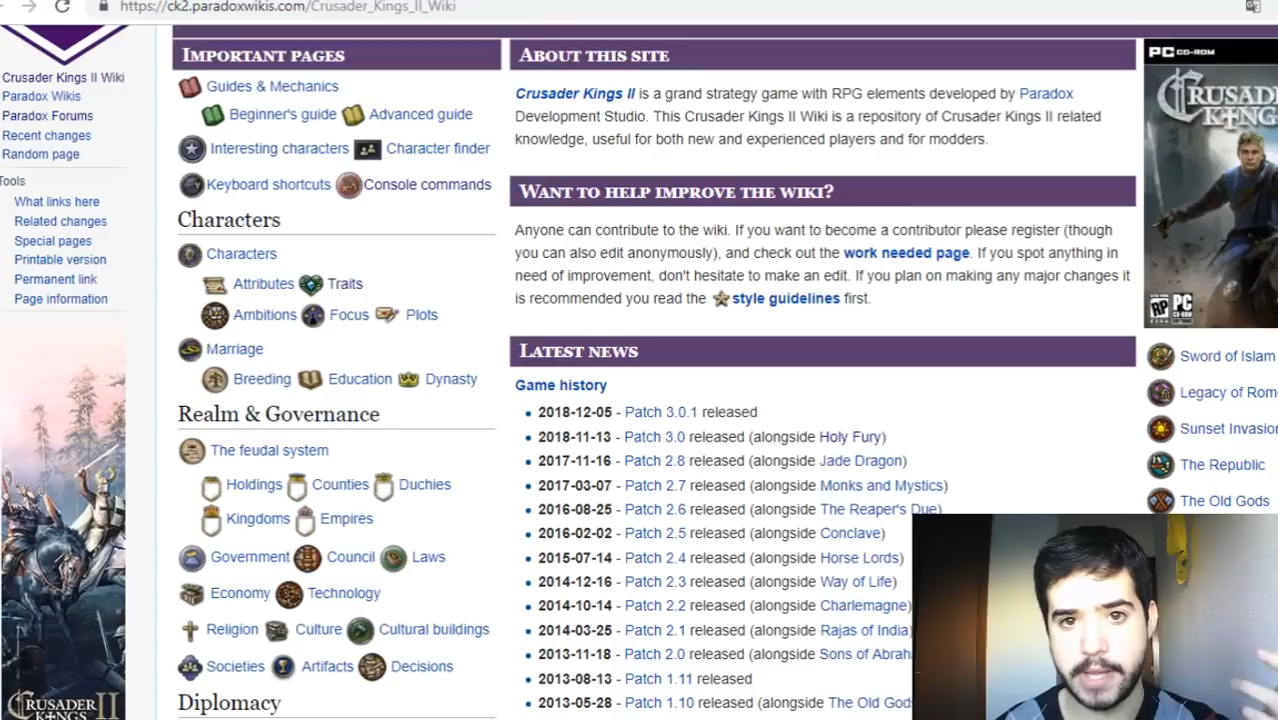 https://ck2.paradoxwikis.com/Crusader_Kings_II_Wiki
Crusader Kings II Wiki
Paradox Wikis
Paradox Forums
Recent changes
Random page
Tools
What links here
Related changes
Special pages
Printable version
Permanent link
Page information
CRUSADER KINGS II
IMPORTANT PAGES
Guides & Mechanics
Beginner's guide Advanced guide
Interesting characters Character finder
Keyboard shortcuts Console commands
Characters
Characters
Attributes Traits
Ambitions Focus Plots
Marriage
Breeding Education Dynasty
Realm & Governance
The feudal system
Holdings Counties Duchies
Kingdoms Empires
Government Council Laws
Economy Technology
Religion Culture Cultural buildings
Societies Artifacts Decisions
Diplomacy
ABOUT THIS SITE
Crusader Kings II is a grand strategy game with RPG elements developed by Paradox
Development Studio. This Crusader Kings II Wiki is a repository of Crusader Kings II related
knowledge, useful for both new and experienced players and for modders.
WANT TO HELP IMPROVE THE WIKI?
Anyone can contribute to the wiki. If you want to become a contributor please register (though
you can also edit anonymously), and check out the work needed page. If you spot anything in
need of improvement, don't hesitate to make an edit. If you plan on making any major changes it
is recommended you read the style guidelines first.
LATEST NEWS
Game history
2018-12-05 - Patch 3.0.1 released
2018-11-13 - Patch 3.0 released (alongside Holy Fury)
2017-11-16 - Patch 2.8 released (alongside Jade Dragon)
2017-03-07 - Patch 2.7 released (alongside Monks and Mystics)
2016-08-25 - Patch 2.6 released (alongside The Reaper's Due)
2016-02-02 - Patch 2.5 released (alongside Conclave)
2015-07-14 - Patch 2.4 released (alongside Horse Lords)
2014-12-16 - Patch 2.3 released (alongside Way of Life)
2014-10-14 - Patch 2.2 released (alongside Charlemagne)
2014-03-25 - Patch 2.1 released (alongside Rajas of India)
2013-11-18 - Patch 2.0 released (alongside Sons of Abrah
2013-08-13 - Patch 1.11 released
2013-05-28 - Patch 1.10 released (alongside The Old God
PC CD-ROM
CRUSAD
KING
RP PC
Sword of Islam
Legacy of Rom
Sunset Invasio
The Republic
The Old Gods